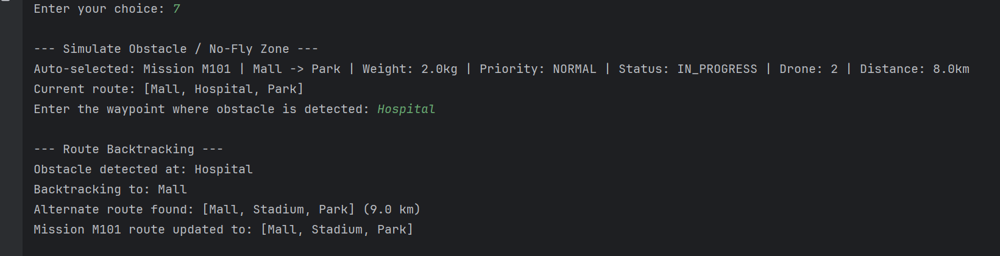 Enter your choice: 7
--- Simulate Obstacle / No-Fly Zone ---
Auto-selected: Mission M101 | Mall -> Park | Weight: 2.0kg | Priority: NORMAL | Status: IN_PROGRESS | Drone: 2 | Distance: 8.0km
Current route: [Mall, Hospital, Park]
Enter the waypoint where obstacle is detected: Hospital
--- Route Backtracking ---
Obstacle detected at: Hospital
Backtracking to: Mall
Alternate route found: [Mall, Stadium, Park] (9.0 km)
Mission M101 route updated to: [Mall, Stadium, Park]